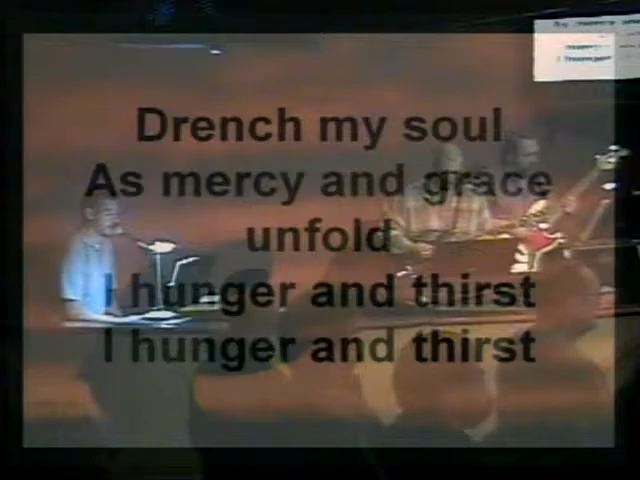 Drench my soul
As mercy and grace
unfold
I hunger and thirst
I hunger and thirst